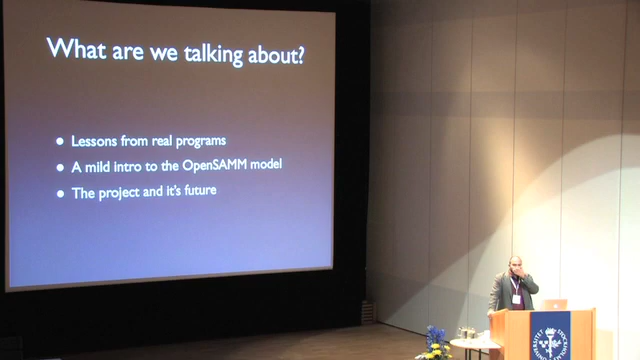 What are we talking about?
• Lessons from real programs
• A mild intro to the OpenSAMM model
• The project and it's future